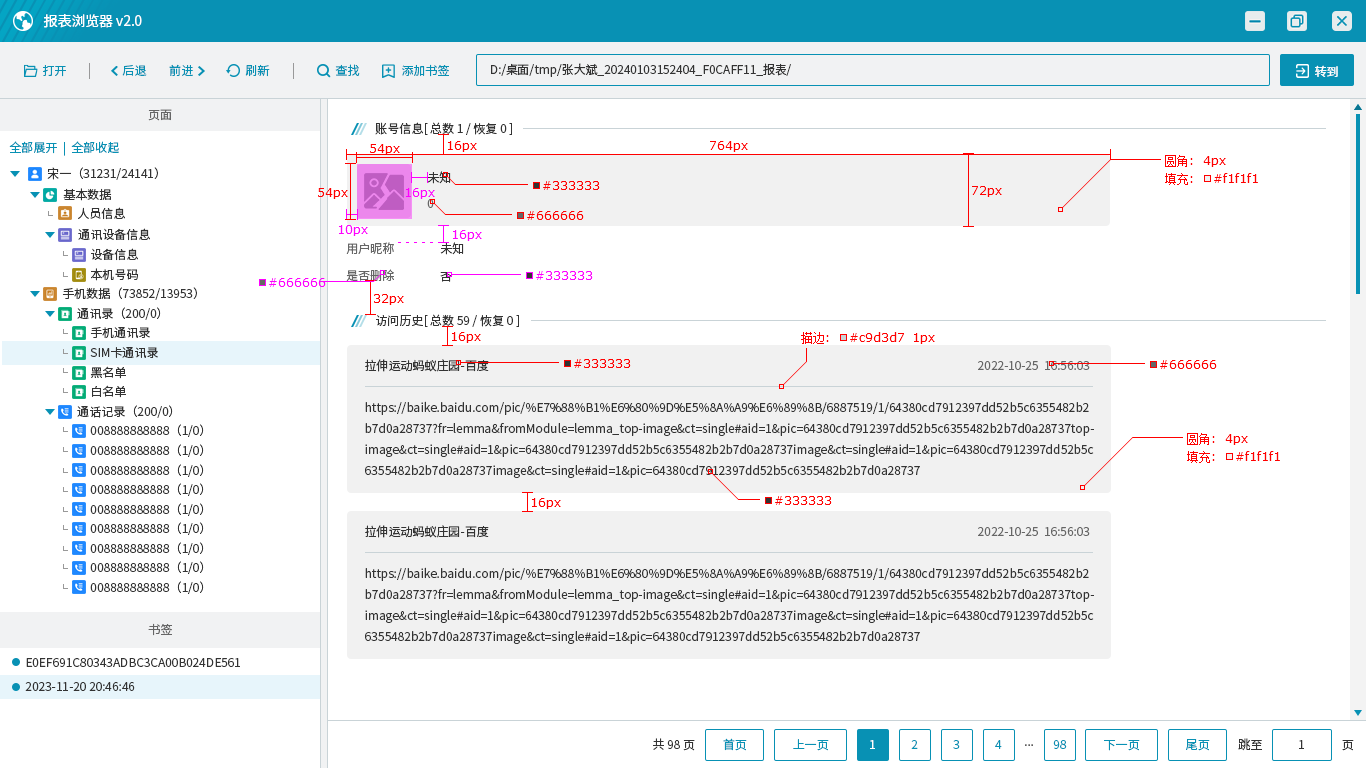 报表浏览器 v2.0
打开 后退 前进 刷新 查找 添加书签 D:/桌面/tmp/张大斌_20240103152404_F0CAFF11_报表/ 转到
页面
全部展开 | 全部收起
宋一（31231/24141）
基本数据
人员信息
通讯设备信息
设备信息
本机号码
手机数据（73852/13953）
通讯录（200/0）
手机通讯录
SIM卡通讯录
黑名单
白名单
通话记录（200/0）
008888888888（1/0）
008888888888（1/0）
008888888888（1/0）
008888888888（1/0）
008888888888（1/0）
008888888888（1/0）
008888888888（1/0）
008888888888（1/0）
008888888888（1/0）
书签
E0EF691C80343ADBC3CA00B024DE561
2023-11-20 20:46:46
账号信息[ 总数 1 / 恢复 0 ]
54px 16px 764px
圆角： 4px
填充： #f1f1f1
未知 #333333
54px 16px 72px
0 #666666
10px 16px
用户昵称 未知
是否删除 否 #333333
#666666
32px
访问历史[ 总数 59 / 恢复 0 ]
16px 描边： #c9d3d7 1px
拉伸运动蚂蚁庄园-百度 #333333 2022-10-25 16:56:03 #666666
https://baike.baidu.com/pic/%E7%88%B1%E6%80%9D%E5%8A%A9%E6%89%8B/6887519/1/64380cd7912397dd52b5c6355482b2
b7d0a28737?fr=lemma&fromModule=lemma_top-image&ct=single#aid=1&pic=64380cd7912397dd52b5c6355482b2b7d0a28737top-
image&ct=single#aid=1&pic=64380cd7912397dd52b5c6355482b2b7d0a28737image&ct=single#aid=1&pic=64380cd7912397dd52b5c
6355482b2b7d0a28737image&ct=single#aid=1&pic=64380cd7912397dd52b5c6355482b2b7d0a28737
圆角： 4px
填充： #f1f1f1
16px #333333
拉伸运动蚂蚁庄园-百度 2022-10-25 16:56:03
https://baike.baidu.com/pic/%E7%88%B1%E6%80%9D%E5%8A%A9%E6%89%8B/6887519/1/64380cd7912397dd52b5c6355482b2
b7d0a28737?fr=lemma&fromModule=lemma_top-image&ct=single#aid=1&pic=64380cd7912397dd52b5c6355482b2b7d0a28737top-
image&ct=single#aid=1&pic=64380cd7912397dd52b5c6355482b2b7d0a28737image&ct=single#aid=1&pic=64380cd7912397dd52b5c
6355482b2b7d0a28737image&ct=single#aid=1&pic=64380cd7912397dd52b5c6355482b2b7d0a28737
共 98 页 首页 上一页 1 2 3 4 ··· 98 下一页 尾页 跳至 1 页